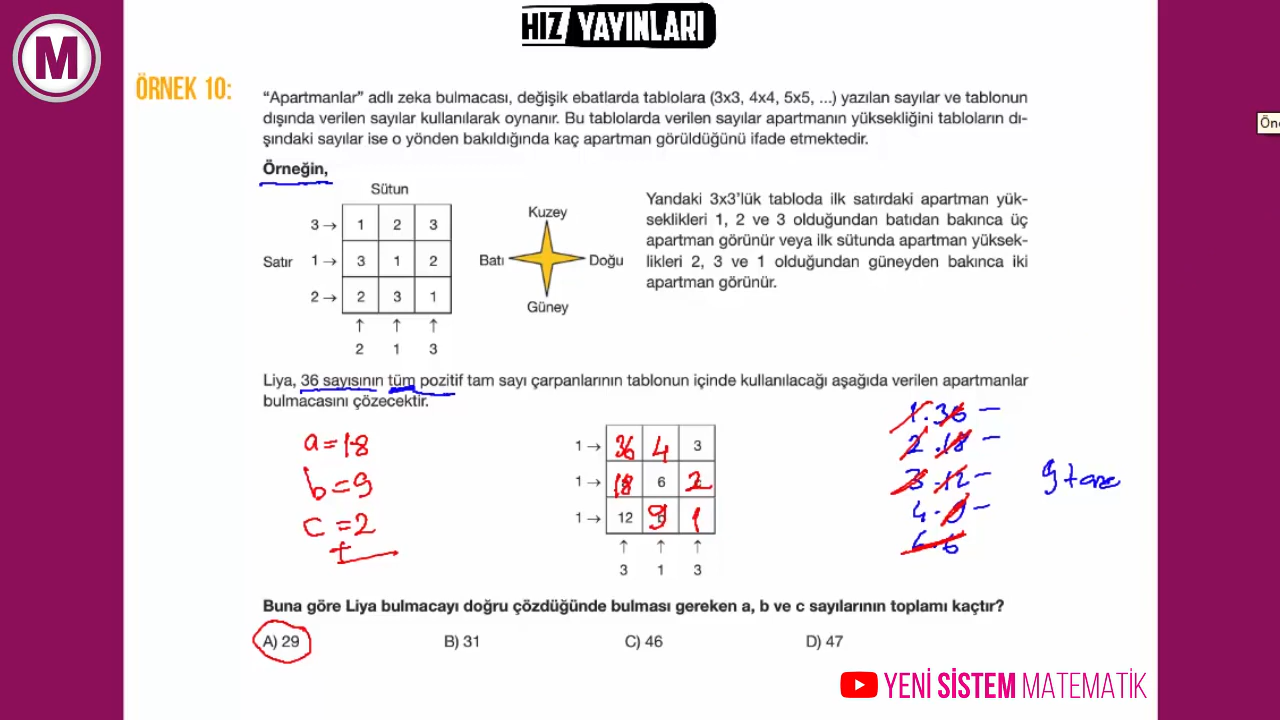 M
HIZ YAYINLARI
ÖRNEK 10:
"Apartmanlar" adlı zeka bulmacası, değişik ebatlarda tablolara (3x3, 4x4, 5x5, ...) yazılan sayılar ve tablonun
dışında verilen sayılar kullanılarak oynanır. Bu tablolarda verilen sayılar apartmanın yüksekliğini tabloların dı-
şındaki sayılar ise o yönden bakıldığında kaç apartman görüldüğünü ifade etmektedir.
Ön
Örneğin,
Sütun
3 → 1 2 3
Satır 1 → 3 1 2
2 → 2 3 1
↑ ↑ ↑
2 1 3
Kuzey
Batı Doğu
Güney
Yandaki 3x3'lük tabloda ilk satırdaki apartman yük-
seklikleri 1, 2 ve 3 olduğundan batıdan bakınca üç
apartman görünür veya ilk sütunda apartman yüksek-
likleri 2, 3 ve 1 olduğundan güneyden bakınca iki
apartman görünür.
Liya, 36 sayısının tüm pozitif tam sayı çarpanlarının tablonun içinde kullanılacağı aşağıda verilen apartmanlar
bulmacasını çözecektir.
a=18
b=9
c=2
+
1 → 36 4 3
1 → 18 6 2
1 → 12 9 1
↑ ↑ ↑
3 1 3
1.36 -
2.18 -
3.12 -
4.9 -
6.6
9 tane
Buna göre Liya bulmacayı doğru çözdüğünde bulması gereken a, b ve c sayılarının toplamı kaçtır?
A) 29 B) 31 C) 46 D) 47
YENİ SİSTEM MATEMATİK